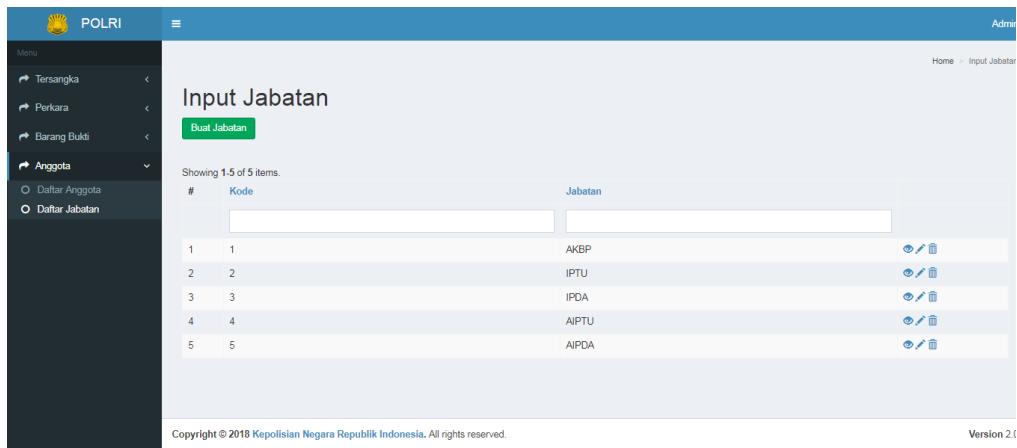 POLRI
Admin
Menu
Home > Input Jabatan
Tersangka
Perkara
Barang Bukti
Anggota
Daftar Anggota
Daftar Jabatan
Input Jabatan
Buat Jabatan
Showing 1-5 of 5 items.
# Kode Jabatan
1 1 AKBP
2 2 IPTU
3 3 IPDA
4 4 AIPTU
5 5 AIPDA
Copyright © 2018 Kepolisian Negara Republik Indonesia. All rights reserved.
Version 2.0